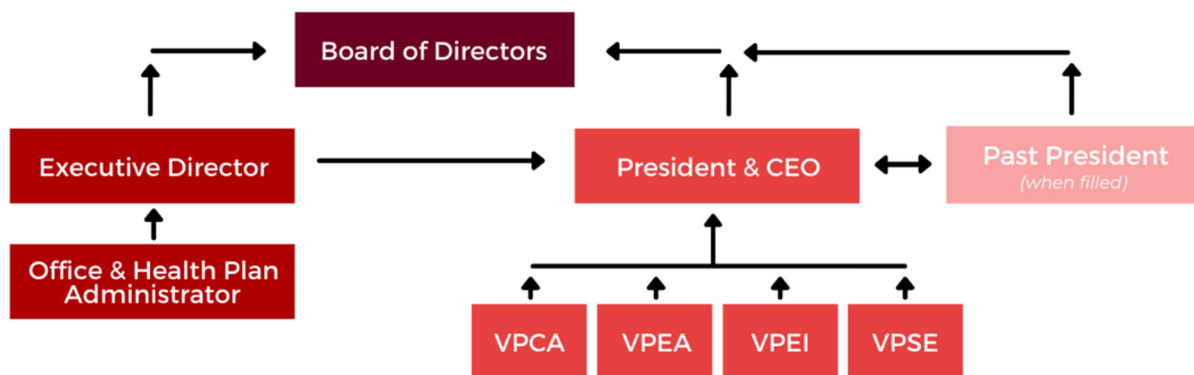 Board of Directors
Executive Director
President & CEO
Past President
(when filled)
Office & Health Plan
Administrator
VPCA
VPEA
VPEI
VPSE